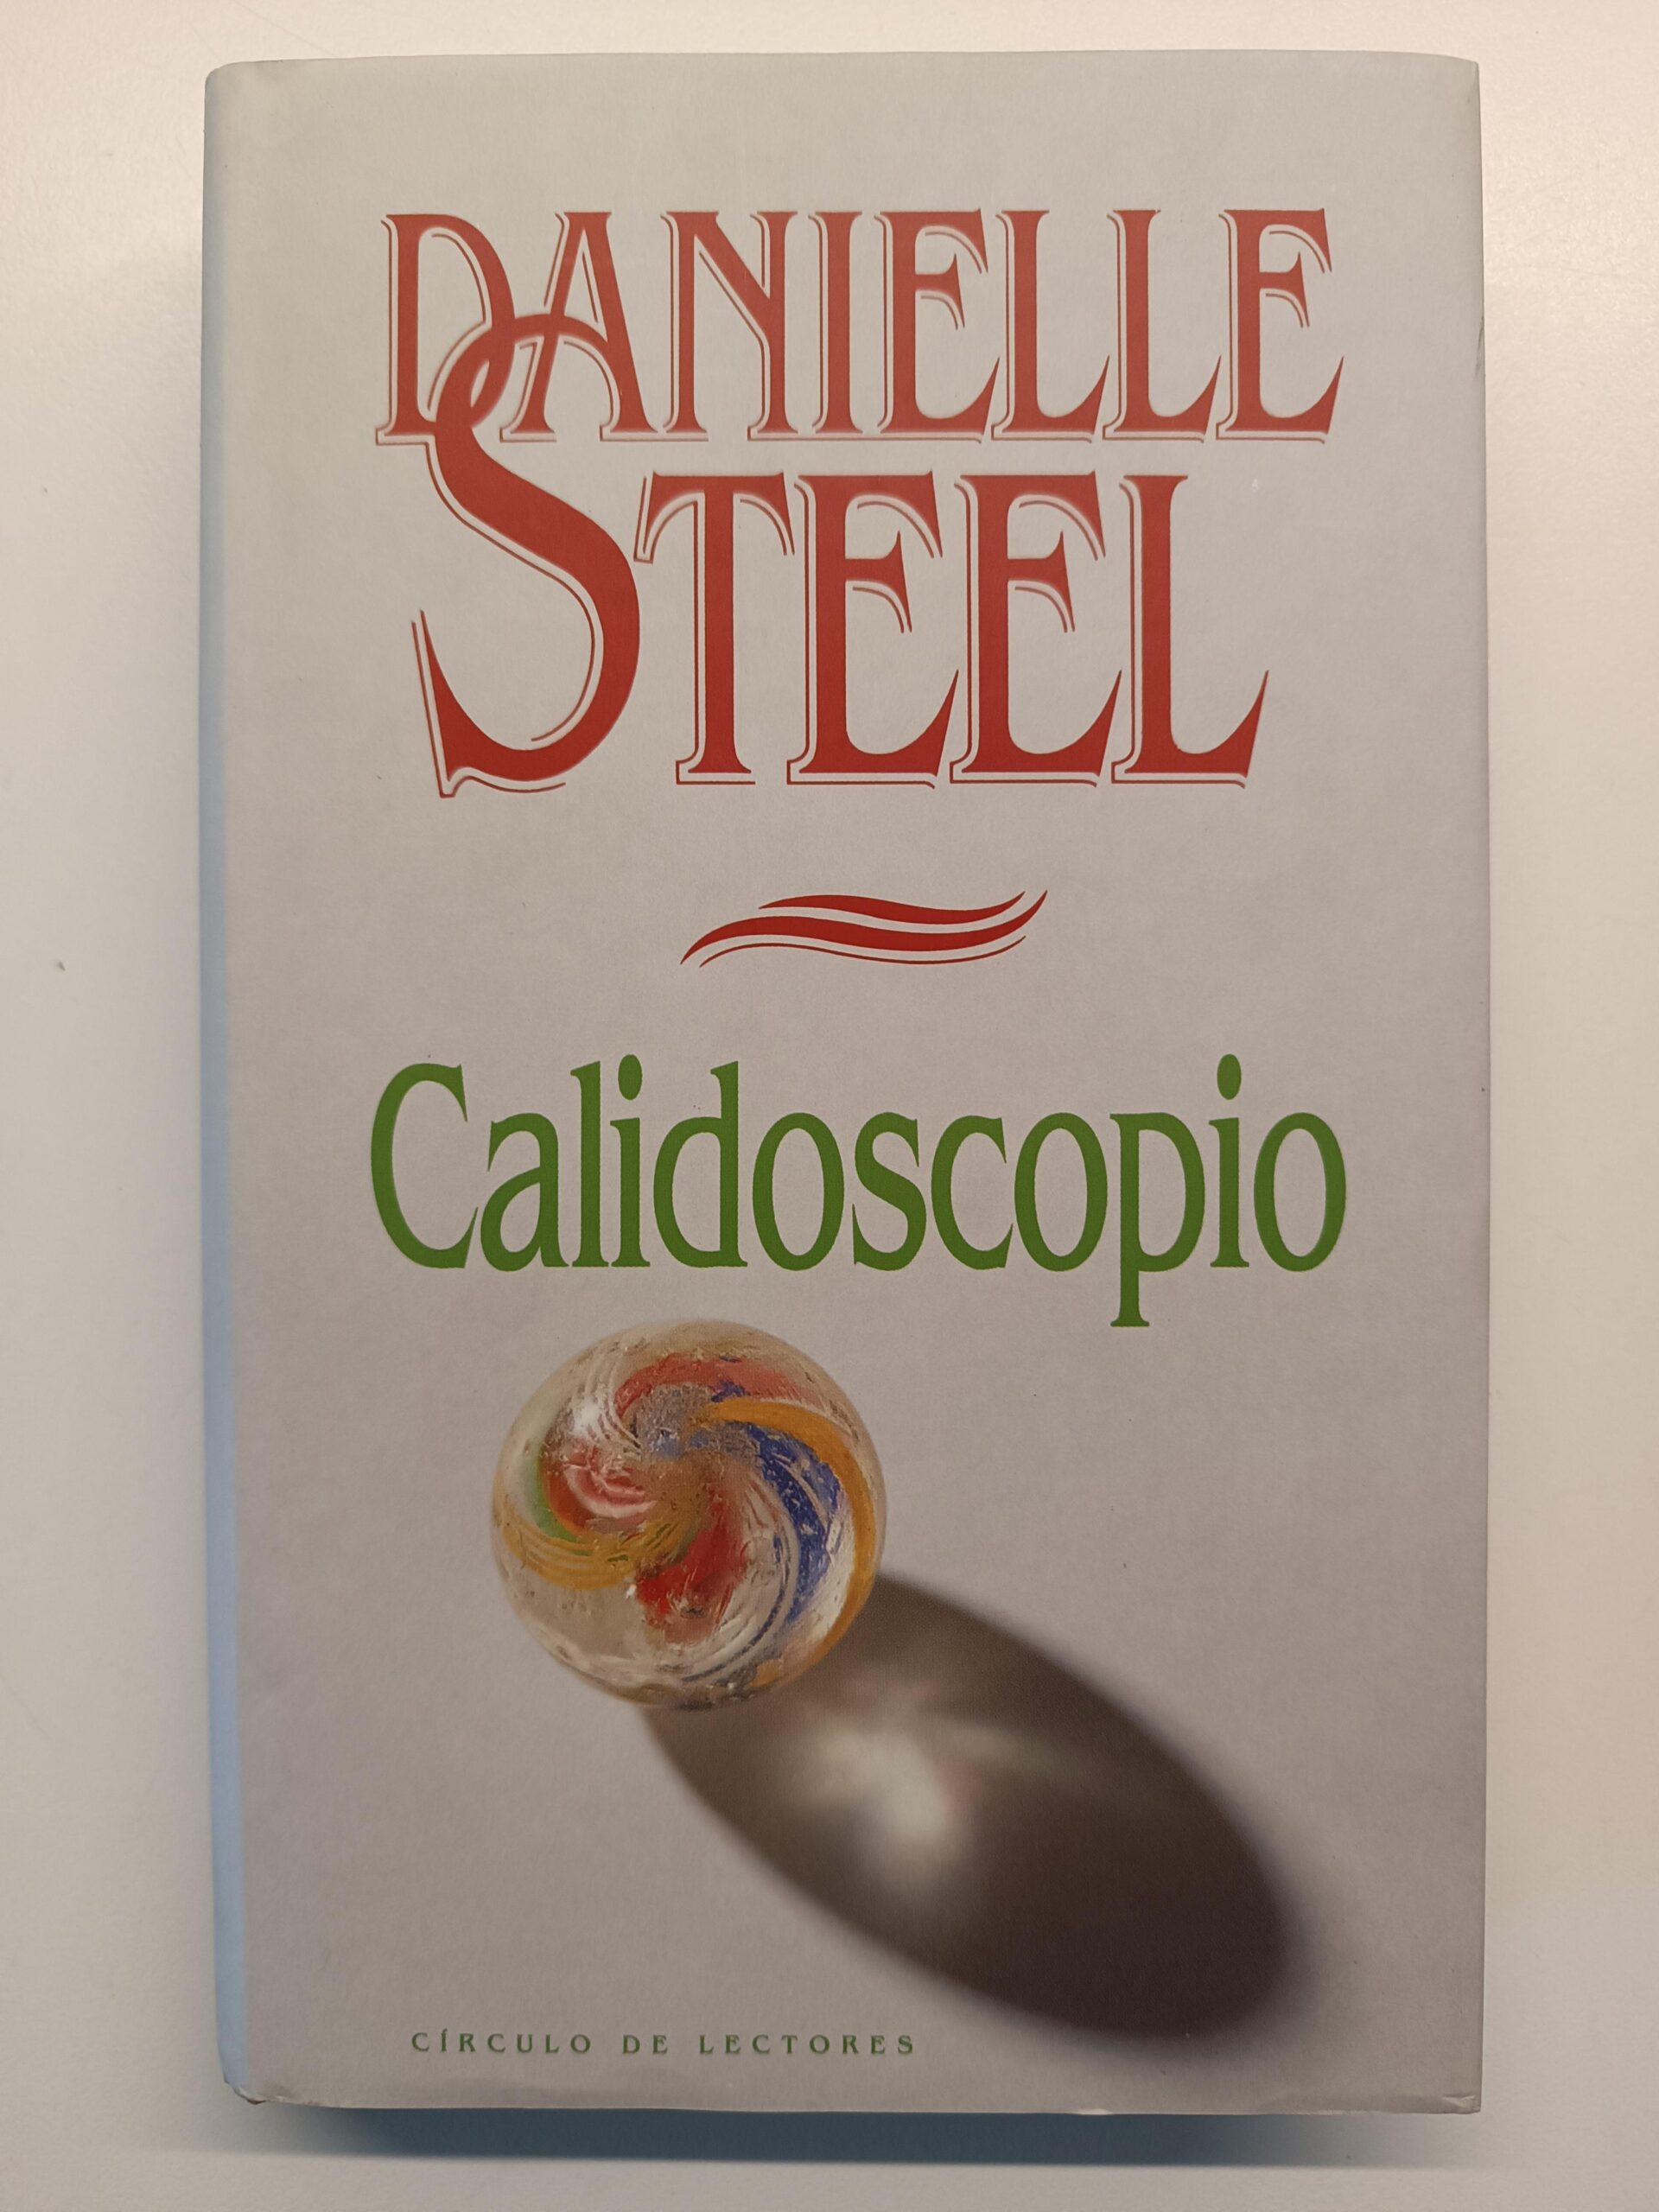 DANIELLE
STEEL
Calidoscopio
CÍRCULO DE LECTORES